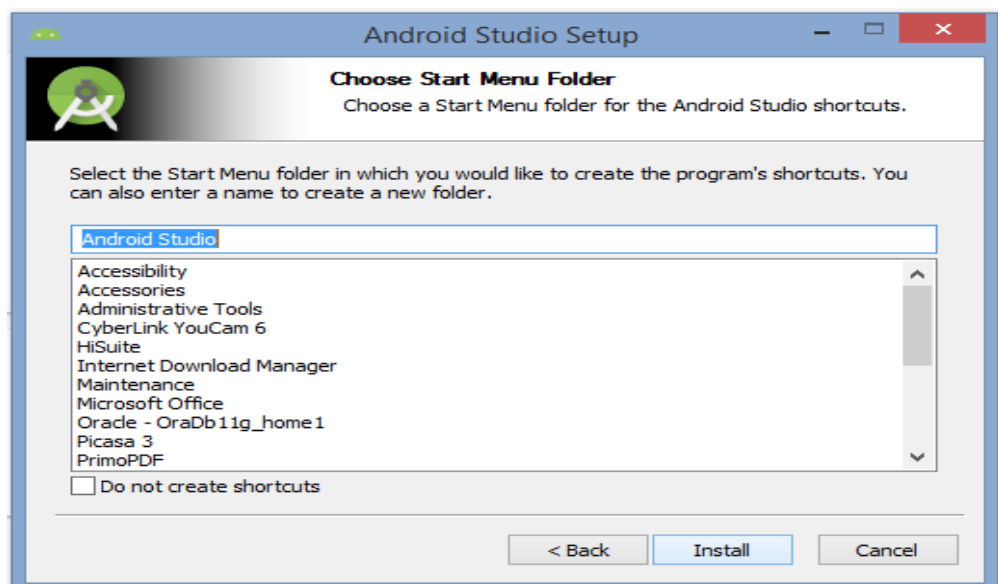 Android Studio Setup
Choose Start Menu Folder
Choose a Start Menu folder for the Android Studio shortcuts.
Select the Start Menu folder in which you would like to create the program's shortcuts. You
can also enter a name to create a new folder.
Android Studio
Accessibility
Accessories
Administrative Tools
CyberLink YouCam 6
HiSuite
Internet Download Manager
Maintenance
Microsoft Office
Oracle - OraDb11g_home1
Picasa 3
PrimoPDF
Do not create shortcuts
< Back Install Cancel